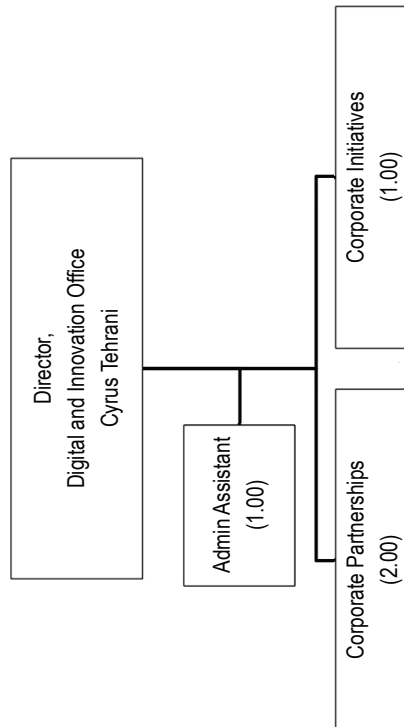 Director,
Digital and Innovation Office
Cyrus Tehrani
Admin Assistant
(1.00)
Corporate Partnerships
(2.00)
Corporate Initiatives
(1.00)